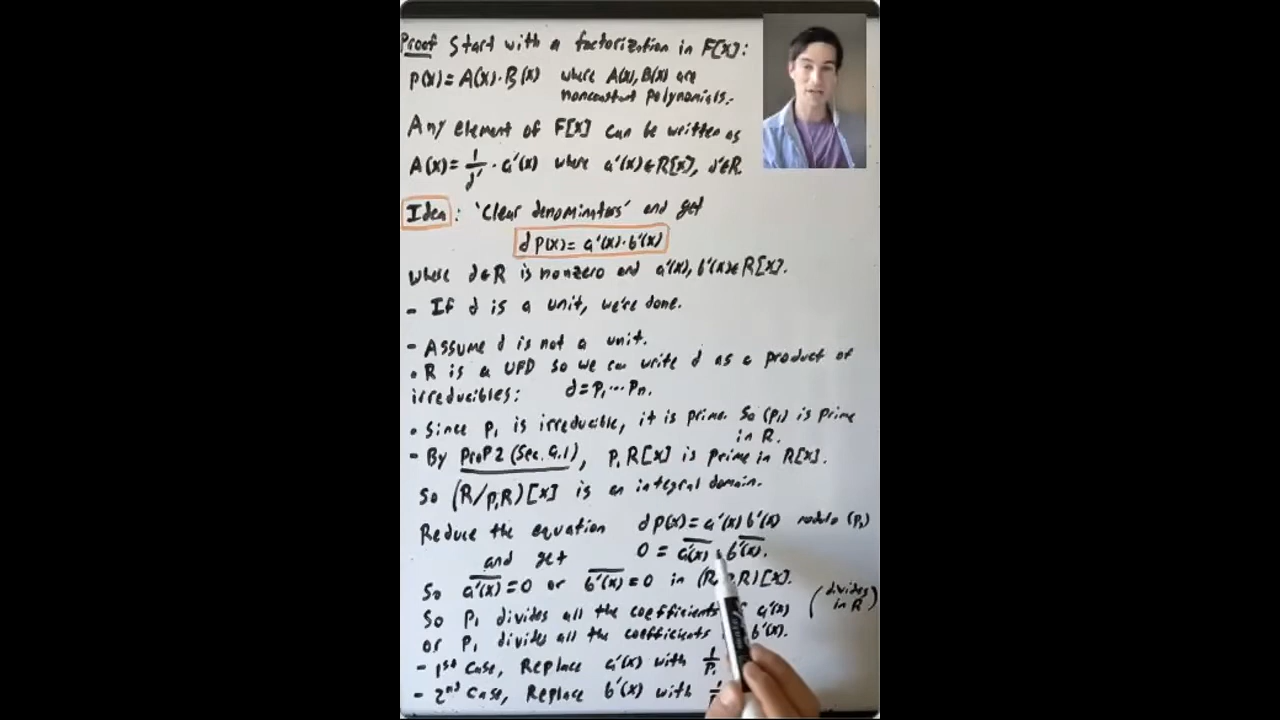 Proof Start with a factorization in F[x]:
p(x) = A(x)·B(x) where A(x), B(x) are
nonconstant polynomials.
Any element of F[x] can be written as
A(x) = 1/d' · a'(x) where a'(x)∈R[x], d'∈R.
Idea: 'Clear denominators' and get
d p(x) = a'(x)·b'(x)
where d∈R is nonzero and a'(x), b'(x)∈R[x].
- If d is a unit, we're done.
- Assume d is not a unit.
• R is a UFD so we can write d as a product of
irreducibles: d = p₁···pₙ.
• Since p₁ is irreducible, it is prime. So (p₁) is prime
in R.
- By Prop 2 (Sec. 9.1), p₁R[x] is prime in R[x].
So (R/p₁R)[x] is an integral domain.
Reduce the equation d p(x) = a'(x) b'(x) modulo (p₁)
and get 0 = a̅'̅(̅x̅)̅ · b̅'̅(̅x̅)̅.
So a̅'̅(̅x̅)̅ = 0 or b̅'̅(̅x̅)̅ = 0 in (R R)[x].
So p₁ divides all the coefficients a'(x) (divides
in R)
or p₁ divides all the coefficients b'(x).
- 1st case, Replace a'(x) with 1/p₁
- 2nd case, Replace b'(x) with